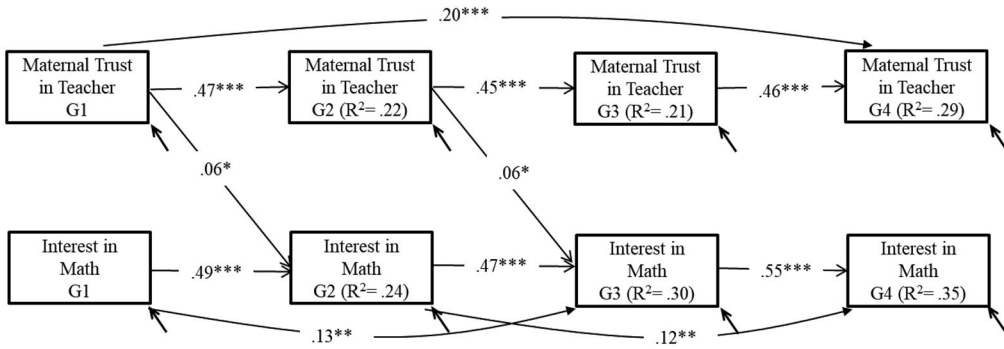 .20***
Maternal Trust
in Teacher
G1
.47***
Maternal Trust
in Teacher
G2 (R²= .22)
.45***
Maternal Trust
in Teacher
G3 (R²= .21)
.46***
Maternal Trust
in Teacher
G4 (R²= .29)
.06*
.06*
Interest in
Math
G1
.49***
Interest in
Math
G2 (R²= .24)
.47***
Interest in
Math
G3 (R²= .30)
.55***
Interest in
Math
G4 (R²= .35)
.13**
.12**